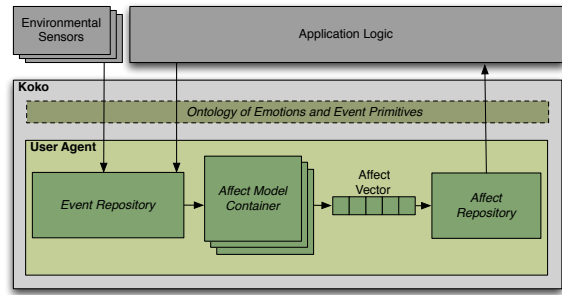 Environmental
Sensors
Application Logic
Koko
Ontology of Emotions and Event Primitives
User Agent
Event Repository
Affect Model
Container
Affect
Vector
Affect
Repository